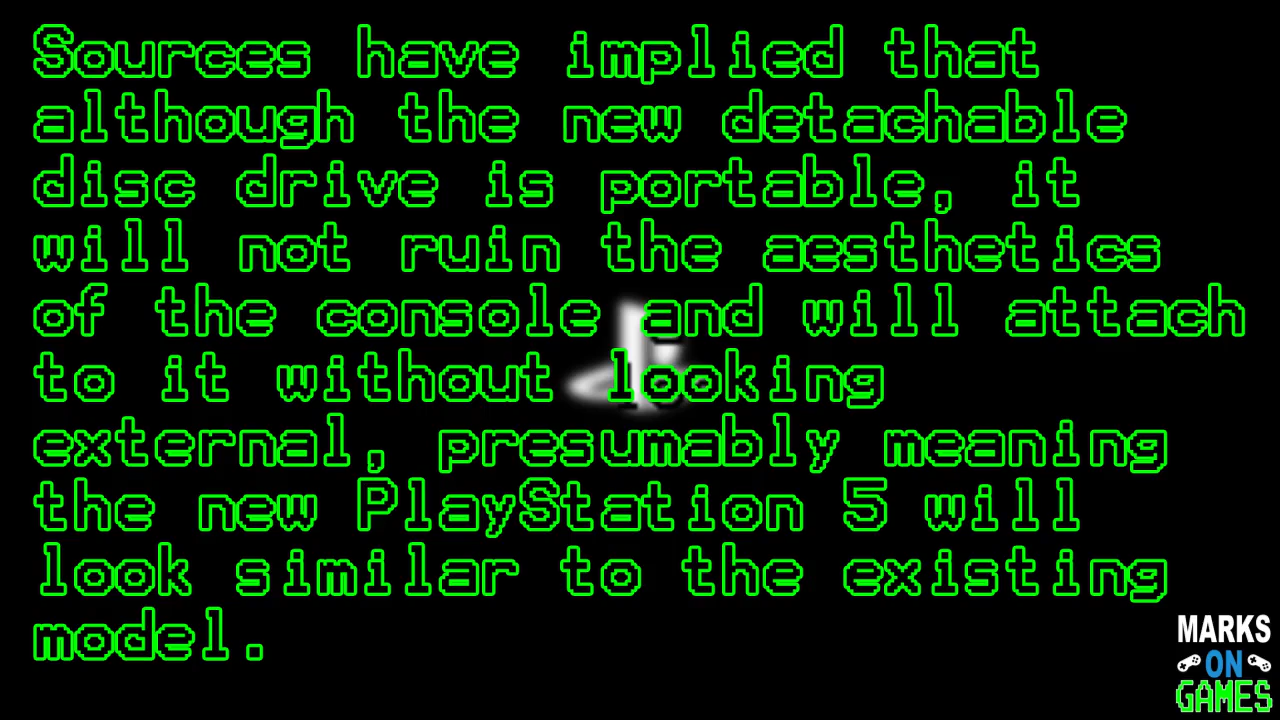 Sources have implied that
although the new detachable
disc drive is portable, it
will not ruin the aesthetics
of the console and will attach
to it without looking
external, presumably meaning
the new PlayStation 5 will
look similar to the existing
model.
MARKS
ON
GAMES